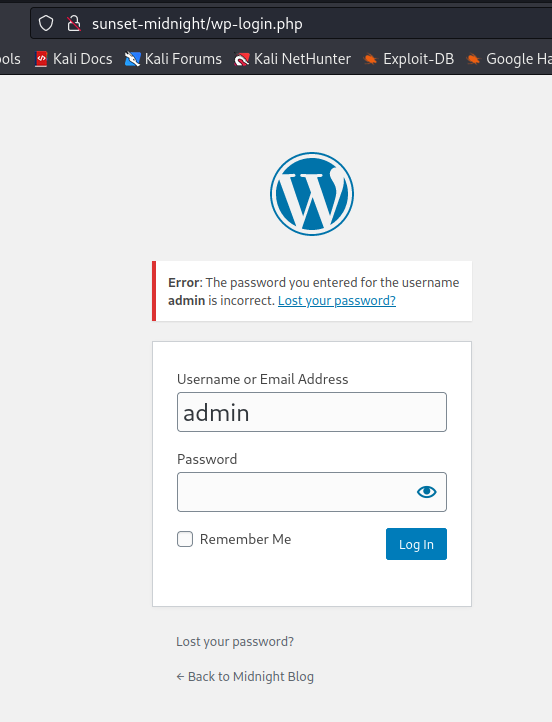 sunset-midnight/wp-login.php
ols Kali Docs Kali Forums Kali NetHunter Exploit-DB Google Ha
Error: The password you entered for the username
admin is incorrect. Lost your password?
Username or Email Address
admin
Password
Remember Me
Log In
Lost your password?
← Back to Midnight Blog